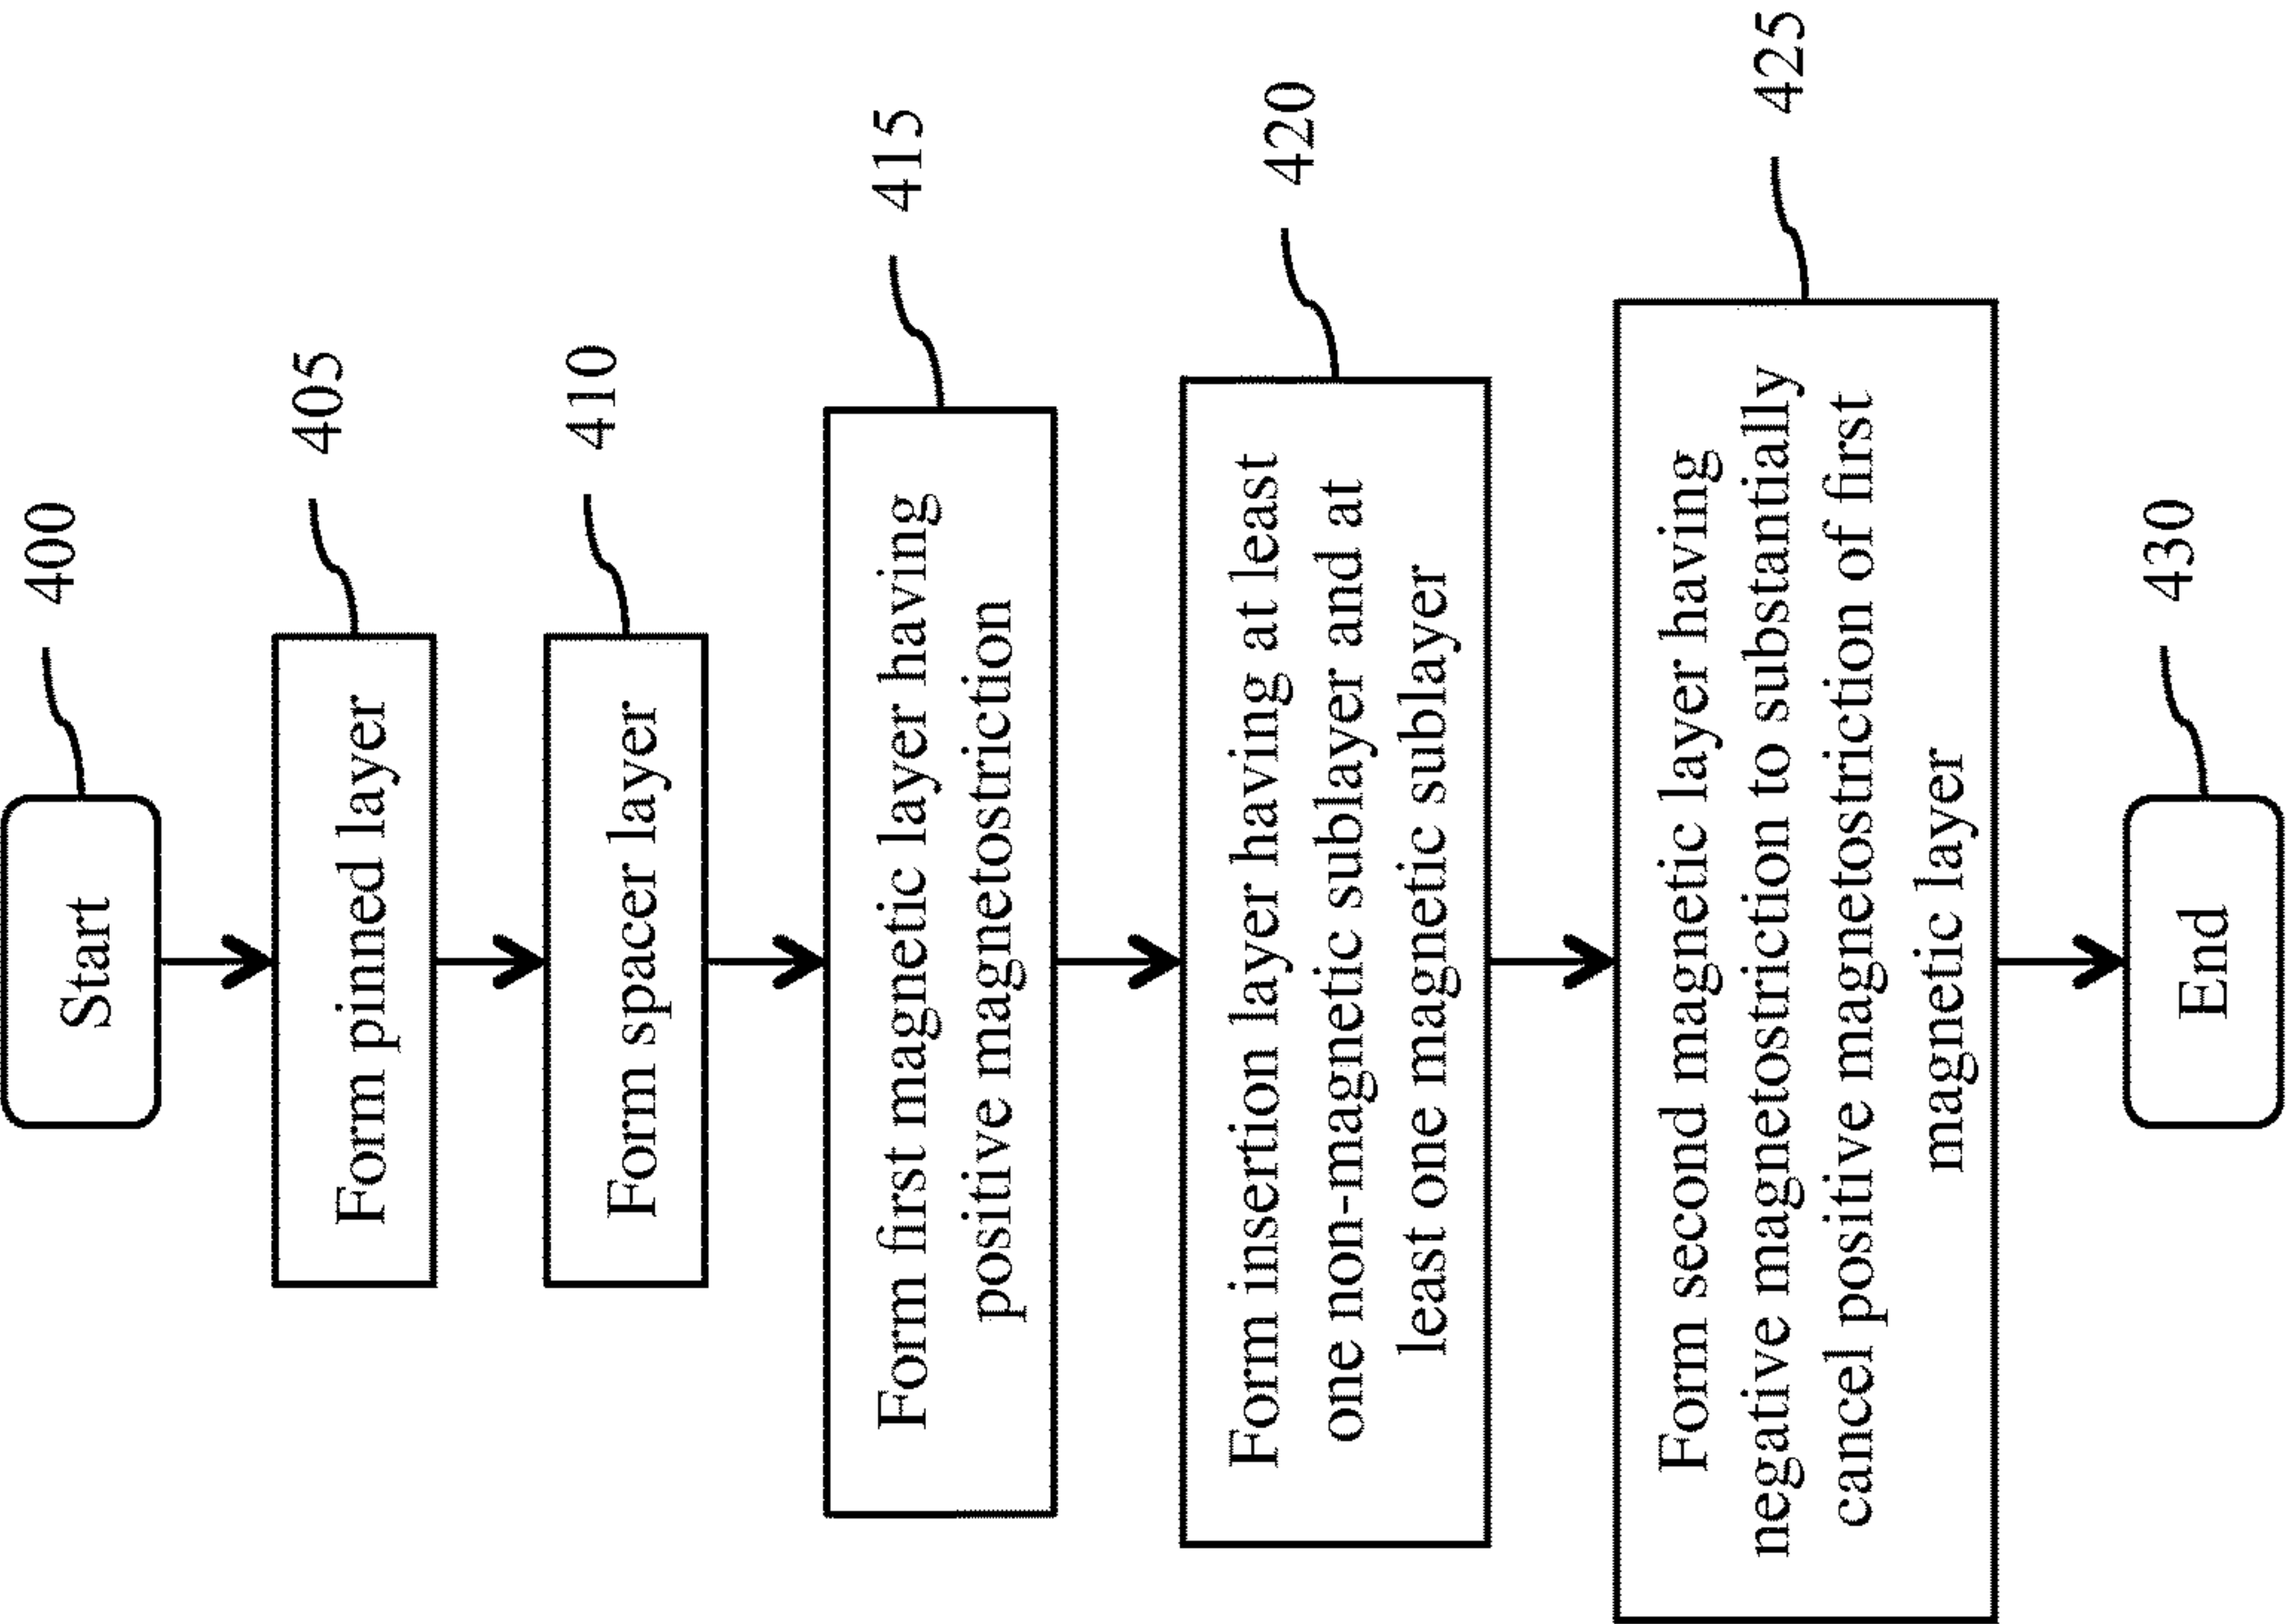 Start
400
Form pinned layer
405
Form spacer layer
410
Form first magnetic layer having
positive magnetostriction
415
Form insertion layer having at least
one non-magnetic sublayer and at
least one magnetic sublayer
420
Form second magnetic layer having
negative magnetostriction to substantially
cancel positive magnetostriction of first
magnetic layer
425
End
430